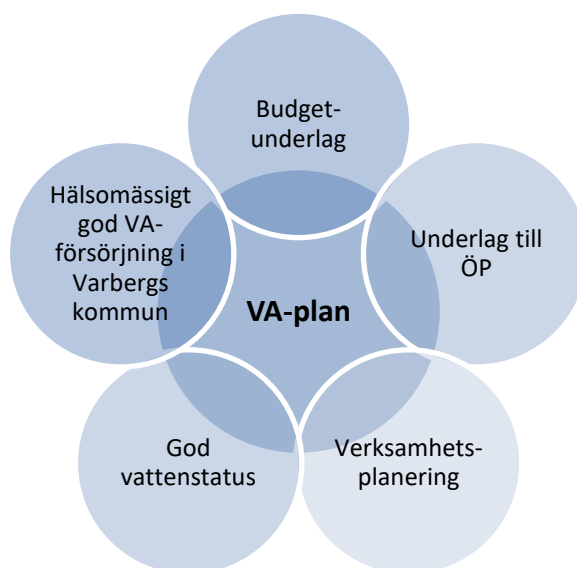 Budget-
underlag
Hälsomässigt
god VA-
försörjning i
Varbergs
kommun
Underlag till
ÖP
VA-plan
God
vattenstatus
Verksamhets-
planering